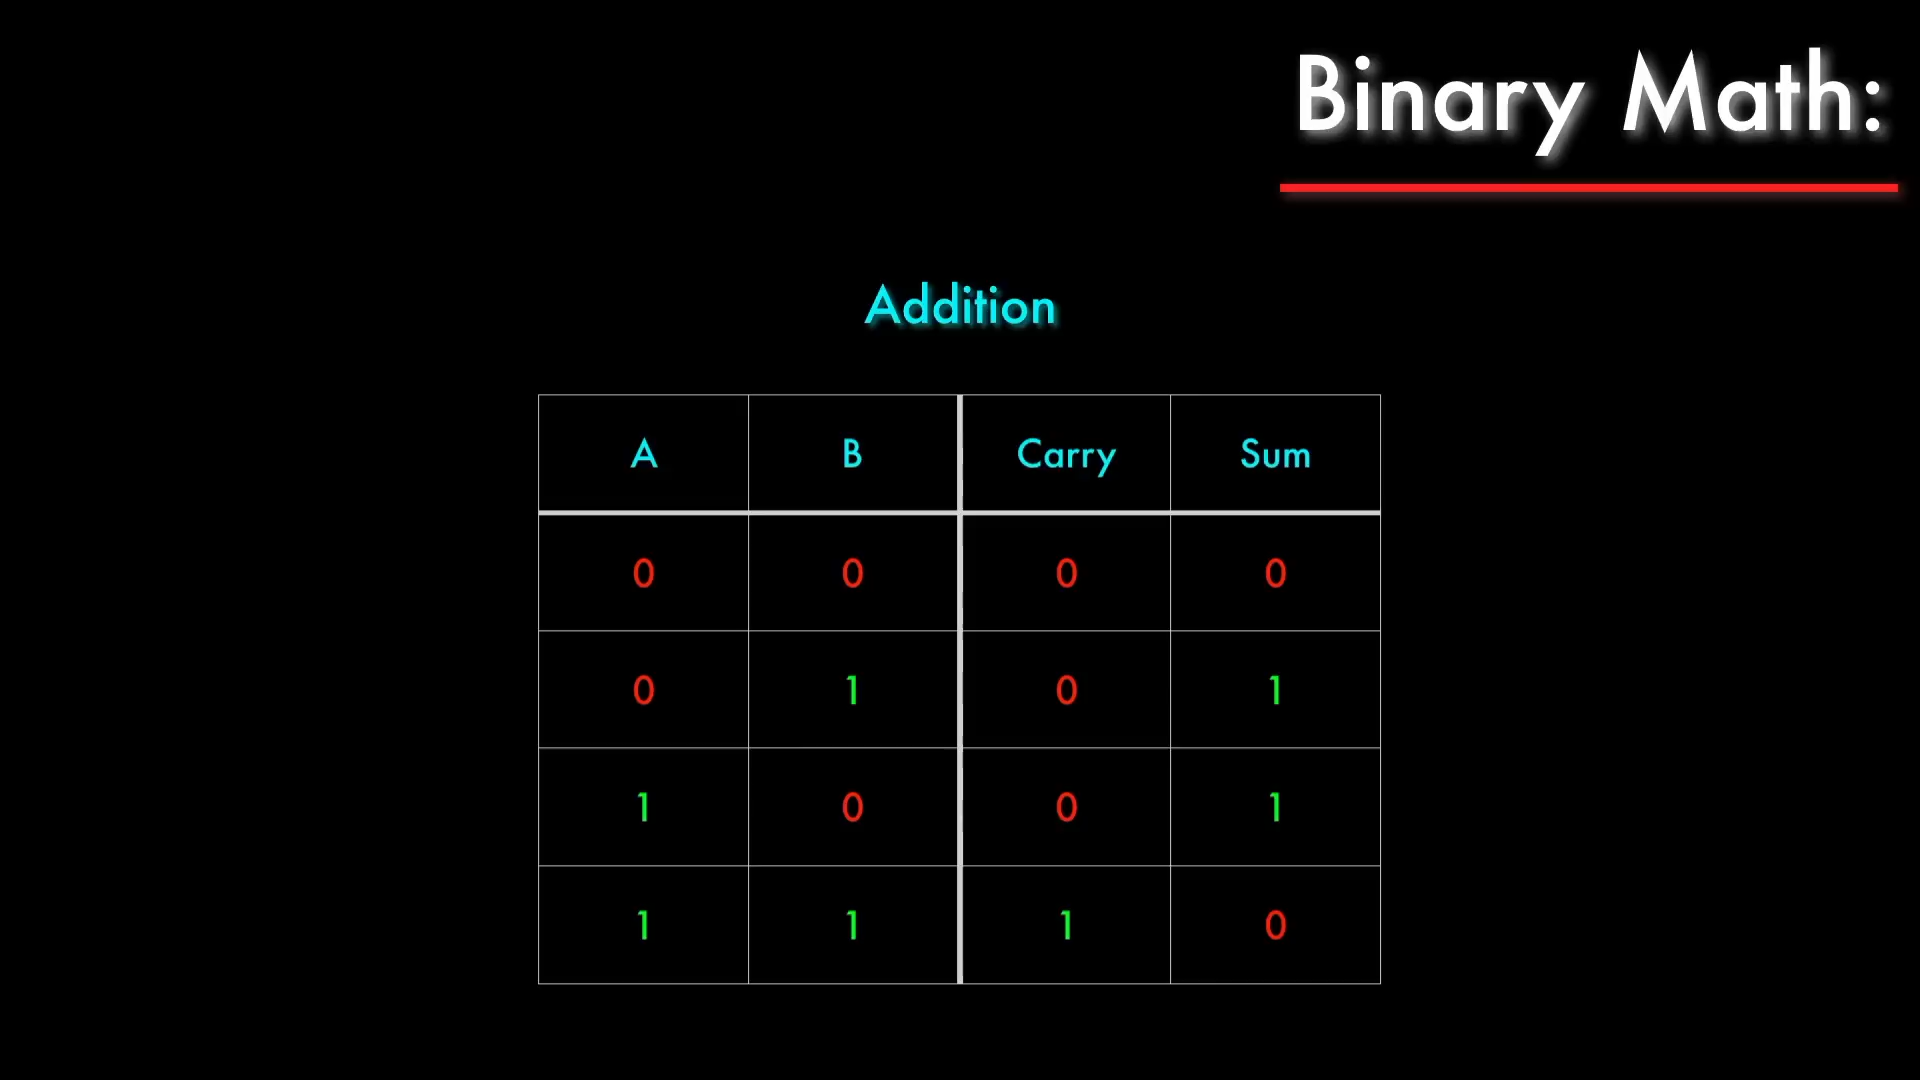 Binary Math:
Addition
A B Carry Sum
0 0 0 0
0 1 0 1
1 0 0 1
1 1 1 0